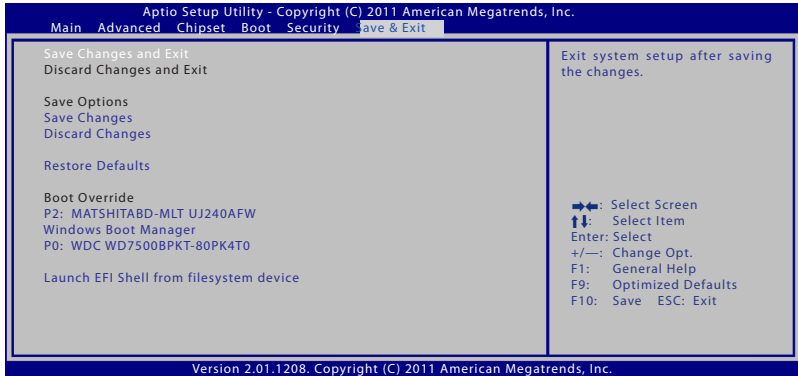 Aptio Setup Utility - Copyright (C) 2011 American Megatrends, Inc.
Main Advanced Chipset Boot Security Save & Exit
Save Changes and Exit
Discard Changes and Exit
Save Options
Save Changes
Discard Changes
Restore Defaults
Boot Override
P2: MATSHITABD-MLT UJ240AFW
Windows Boot Manager
P0: WDC WD7500BPKT-80PK4T0
Launch EFI Shell from filesystem device
Exit system setup after saving
the changes.
→←: Select Screen
↑↓: Select Item
Enter: Select
+/—: Change Opt.
F1: General Help
F9: Optimized Defaults
F10: Save ESC: Exit
Version 2.01.1208. Copyright (C) 2011 American Megatrends, Inc.